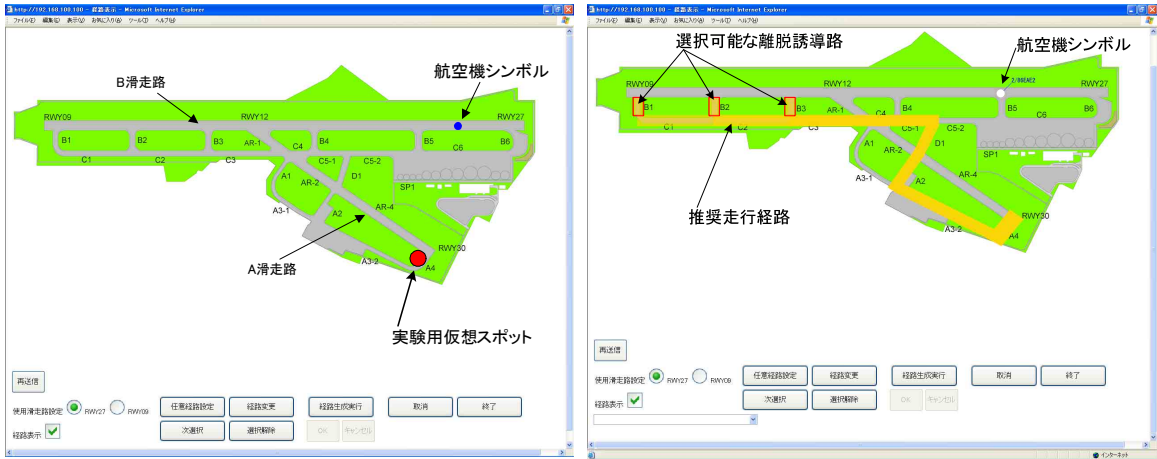 http://192.168.100.100 - 経路表示 - Microsoft Internet Explorer
ファイル(F) 編集(E) 表示(V) お気に入り(A) ツール(T) ヘルプ(H)
B滑走路
航空機シンボル
RWY09
RWY12
RWY27
B1
B2
B3
AR-1
C4
B4
B5
C6
B6
C1
C2
C3
C5-1
C5-2
A1
AR-2
D1
SP1
A3-1
A2
AR-4
RWY30
A3-2
A4
A滑走路
実験用仮想スポット
再送信
使用滑走路設定 RWY27 RWY09
任意経路設定 経路変更 経路生成実行 取消 終了
経路表示
次選択 選択解除 OK キャンセル
http://192.168.100.100 - 経路表示 - Microsoft Internet Explorer
ファイル(F) 編集(E) 表示(V) お気に入り(A) ツール(T) ヘルプ(H)
選択可能な離脱誘導路
航空機シンボル
RWY09
RWY12
RWY27
B1
B2
B3
AR-1
C4
B4
B5
C6
B6
C1
C2
C3
C5-1
C5-2
A1
AR-2
D1
SP1
A3-1
A2
AR-4
RWY30
A3-2
A4
推奨走行経路
再送信
使用滑走路設定 RWY27 RWY09
任意経路設定 経路変更 経路生成実行 取消 終了
経路表示
次選択 選択解除 OK キャンセル
インターネット